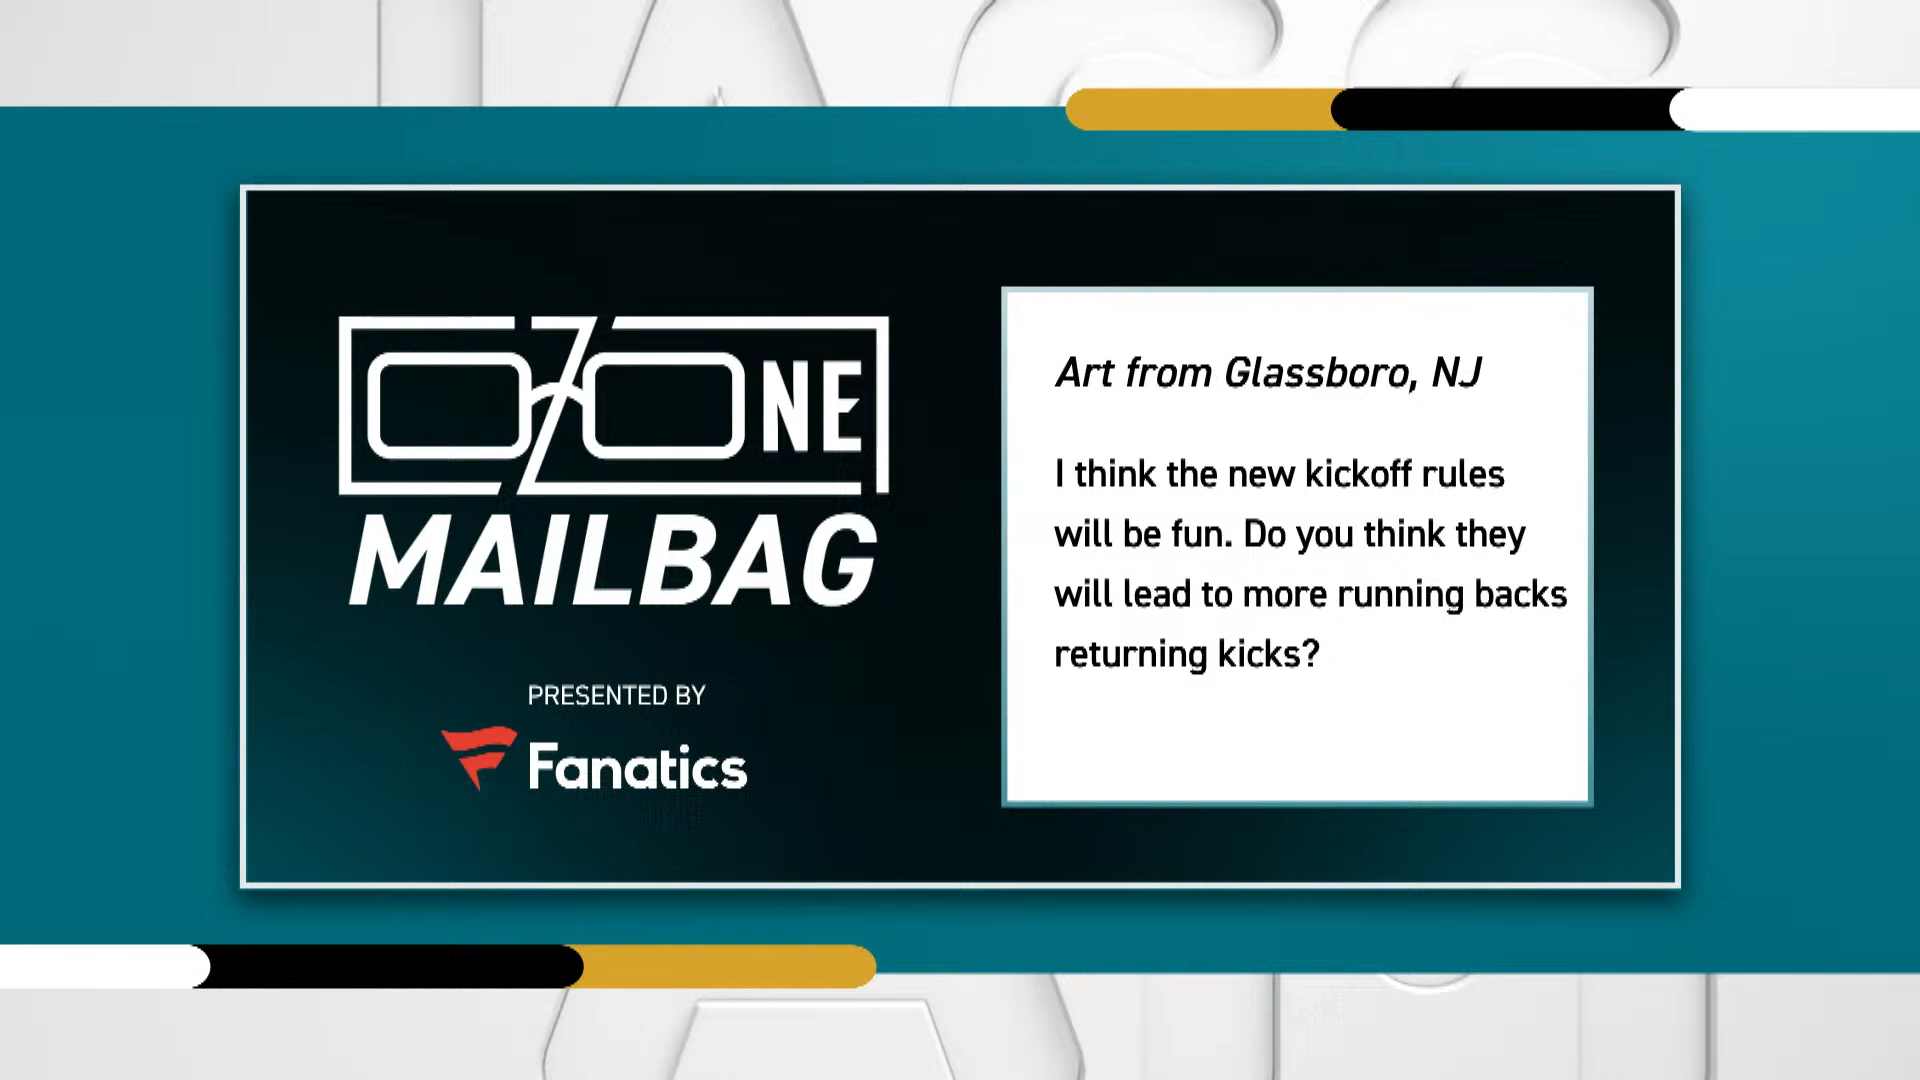 OZONE
MAILBAG
PRESENTED BY
Fanatics
Art from Glassboro, NJ
I think the new kickoff rules
will be fun. Do you think they
will lead to more running backs
returning kicks?